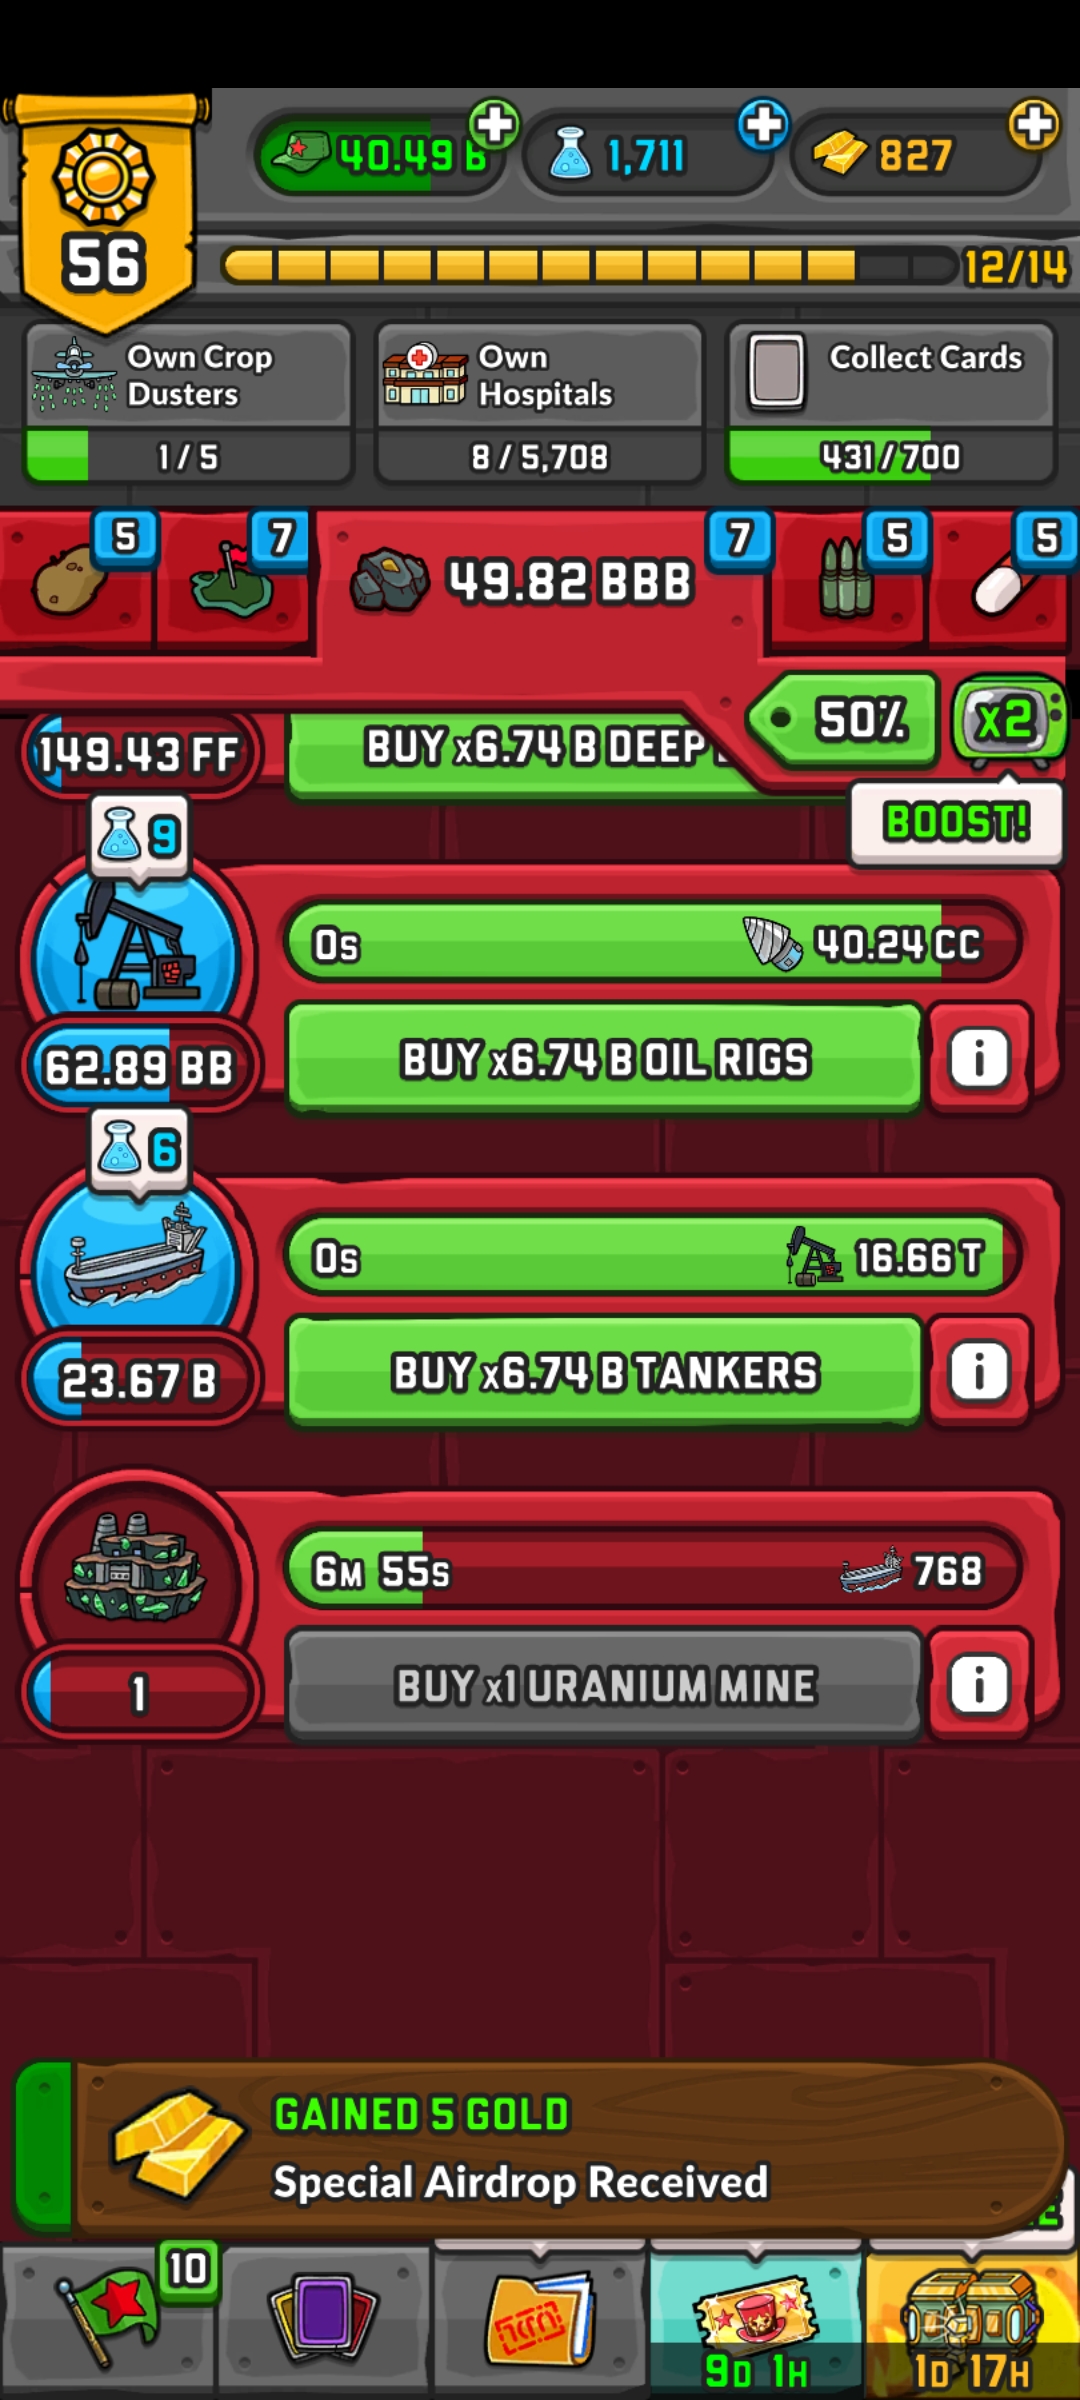 40.49 B
1,711
827
56
12/14
Own Crop
Dusters
1 / 5
Own
Hospitals
8 / 5,708
Collect Cards
431 / 700
5
7
49.82 BBB
7
5
5
50%
x2
149.43 FF
BUY x6.74 B DEEP
BOOST!
9
0s
40.24 CC
62.89 BB
BUY x6.74 B OIL RIGS
i
6
0s
16.66 T
23.67 B
BUY x6.74 B TANKERS
i
6M 55s
768
1
BUY x1 URANIUM MINE
i
GAINED 5 GOLD
Special Airdrop Received
10
9D 1H
1D 17H